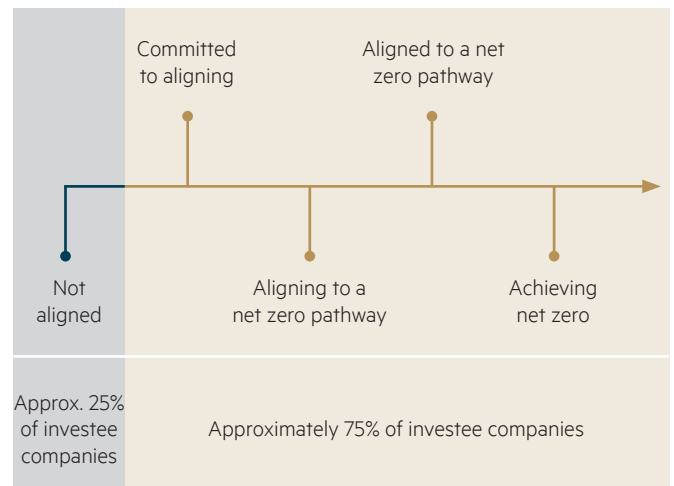 Committed
to aligning
Aligned to a net
zero pathway
Not
aligned
Aligning to a
net zero pathway
Achieving
net zero
Approx. 25%
of investee
companies
Approximately 75% of investee companies